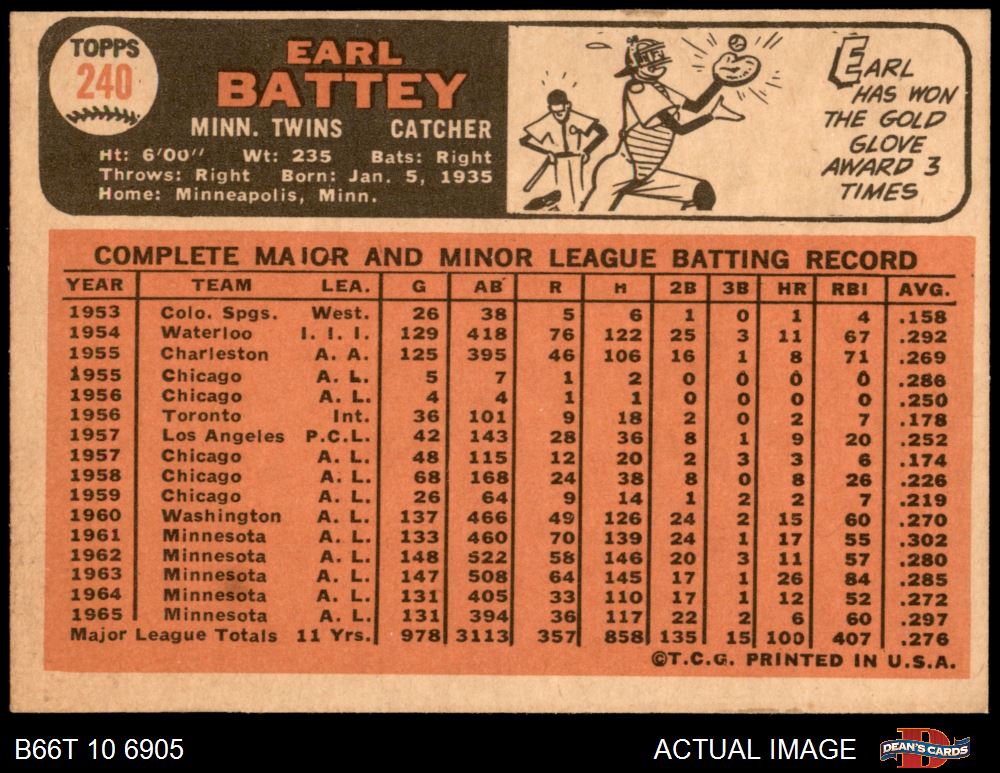 TOPPS
240
EARL
BATTEY
MINN. TWINS CATCHER
Ht: 6'00" Wt: 235 Bats: Right
Throws: Right Born: Jan. 5, 1935
Home: Minneapolis, Minn.
EARL
HAS WON
THE GOLD
GLOVE
AWARD 3
TIMES
COMPLETE MAJOR AND MINOR LEAGUE BATTING RECORD
YEAR TEAM LEA. G AB R H 2B 3B HR RBI AVG.
1953 Colo. Spgs. West. 26 38 5 6 1 0 1 4 .158
1954 Waterloo I. I. I. 129 418 76 122 25 3 11 67 .292
1955 Charleston A. A. 125 395 46 106 16 1 8 71 .269
1955 Chicago A. L. 5 7 1 2 0 0 0 0 .286
1956 Chicago A. L. 4 4 1 1 0 0 0 0 .250
1956 Toronto Int. 36 101 9 18 2 0 2 7 .178
1957 Los Angeles P.C.L. 42 143 28 36 8 1 9 20 .252
1957 Chicago A. L. 48 115 12 20 2 3 3 6 .174
1958 Chicago A. L. 68 168 24 38 8 0 8 26 .226
1959 Chicago A. L. 26 64 9 14 1 2 2 7 .219
1960 Washington A. L. 137 466 49 126 24 2 15 60 .270
1961 Minnesota A. L. 133 460 70 139 24 1 17 55 .302
1962 Minnesota A. L. 148 522 58 146 20 3 11 57 .280
1963 Minnesota A. L. 147 508 64 145 17 1 26 84 .285
1964 Minnesota A. L. 131 405 33 110 17 1 12 52 .272
1965 Minnesota A. L. 131 394 36 117 22 2 6 60 .297
Major League Totals 11 Yrs. 978 3113 357 858 135 15 100 407 .276
©T.C.G. PRINTED IN U.S.A.
B66T 10 6905
ACTUAL IMAGE
DEAN'S CARDS